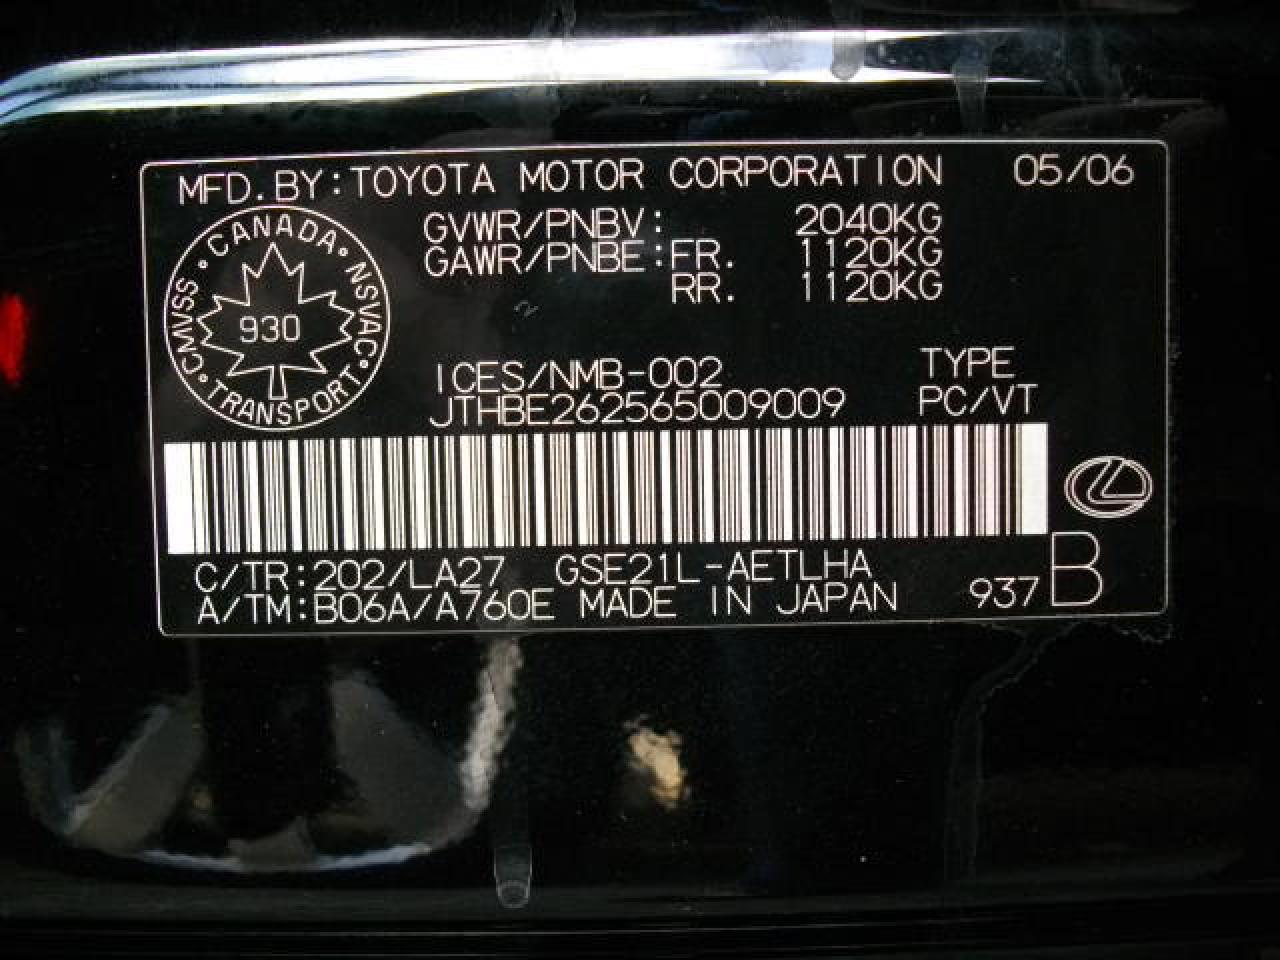 MFD.BY:TOYOTA MOTOR CORPORATION 05/06
GVWR/PNBV: 2040KG
GAWR/PNBE:FR. 1120KG
RR. 1120KG
CANADA • NSVAC • TRANSPORT • CMVSS •
930
ICES/NMB-002 TYPE
JTHBE262565009009 PC/VT
C/TR:202/LA27 GSE21L-AETLHA
A/TM:B06A/A760E MADE IN JAPAN 937 B